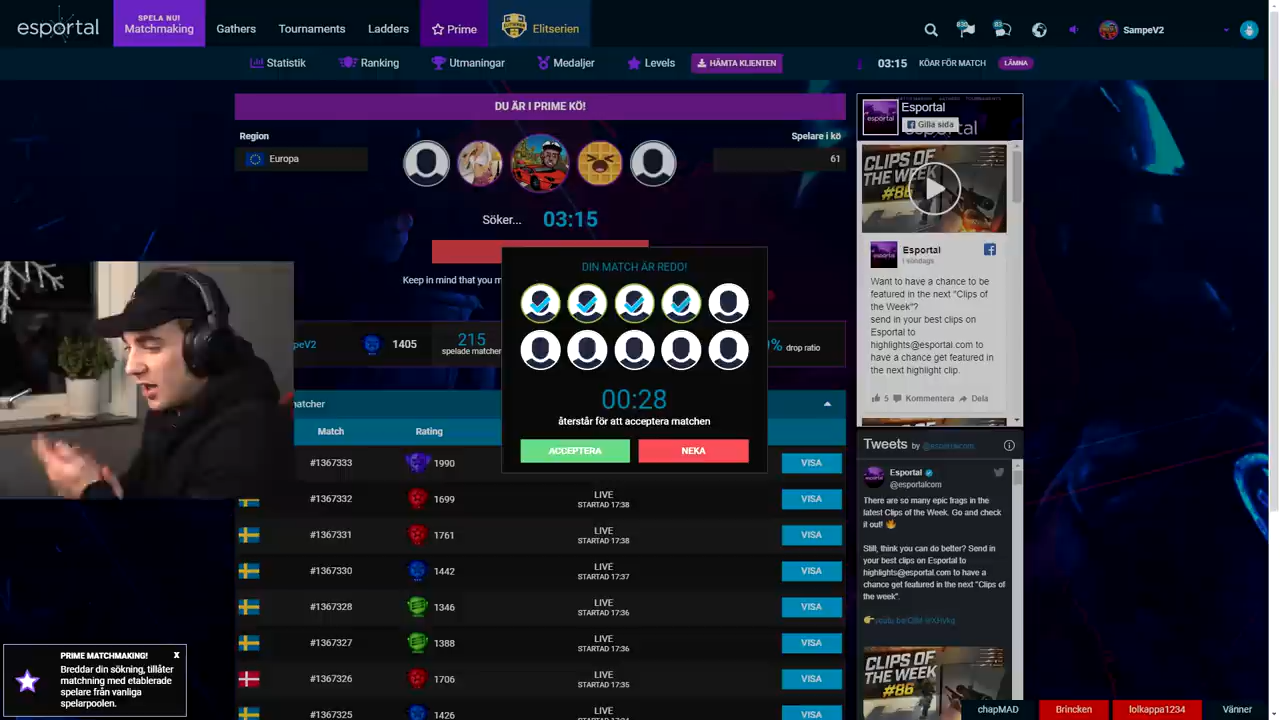 esportal
SPELA NU!
Matchmaking
Gathers
Tournaments
Ladders
Prime
Elitserien
830
83
SampeV2
Statistik
Ranking
Utmaningar
Medaljer
Levels
HÄMTA KLIENTEN
03:15
KÖAR FÖR MATCH
LÄMNA
DU ÄR I PRIME KÖ!
Region
Europa
Spelare i kö
61
Söker...
03:15
Keep in mind that you m
DIN MATCH ÄR REDO!
00:28
återstår för att acceptera matchen
ACCEPTERA
NEKA
peV2
1405
215
spelade matcher
%
drop ratio
matcher
Match
Rating
#1367333
1990
VISA
#1367332
1699
LIVE
STARTAD 17:38
VISA
#1367331
1761
LIVE
STARTAD 17:38
VISA
#1367330
1442
LIVE
STARTAD 17:37
VISA
#1367328
1346
LIVE
STARTAD 17:36
VISA
#1367327
1388
LIVE
STARTAD 17:36
VISA
#1367326
1706
LIVE
STARTAD 17:35
VISA
#1367325
1426
LIVE
VISA
Esportal
Gilla sida
esportal
CLIPS OF
THE WEEK
#86
Esportal
i söndags
Want to have a chance to be
featured in the next "Clips of
the Week"?
send in your best clips on
Esportal to
highlights@esportal.com to
have a chance get featured in
the next highlight clip.
5
Kommentera
Dela
Tweets by @esportalcom
Esportal
@esportalcom
There are so many epic frags in the
latest Clips of the Week. Go and check
it out!
Still, think you can do better? Send in
your best clips on Esportal to
highlights@esportal.com to have a
chance get featured in the "Clips of
the week".
CLIPS OF
THE WEEK
#86
PRIME MATCHMAKING!
X
Breddar din sökning, tillåter
matchning med etablerade
spelare från vanliga
spelarpoolen.
chapMAD
Brincken
lolkappa1234
Vänner